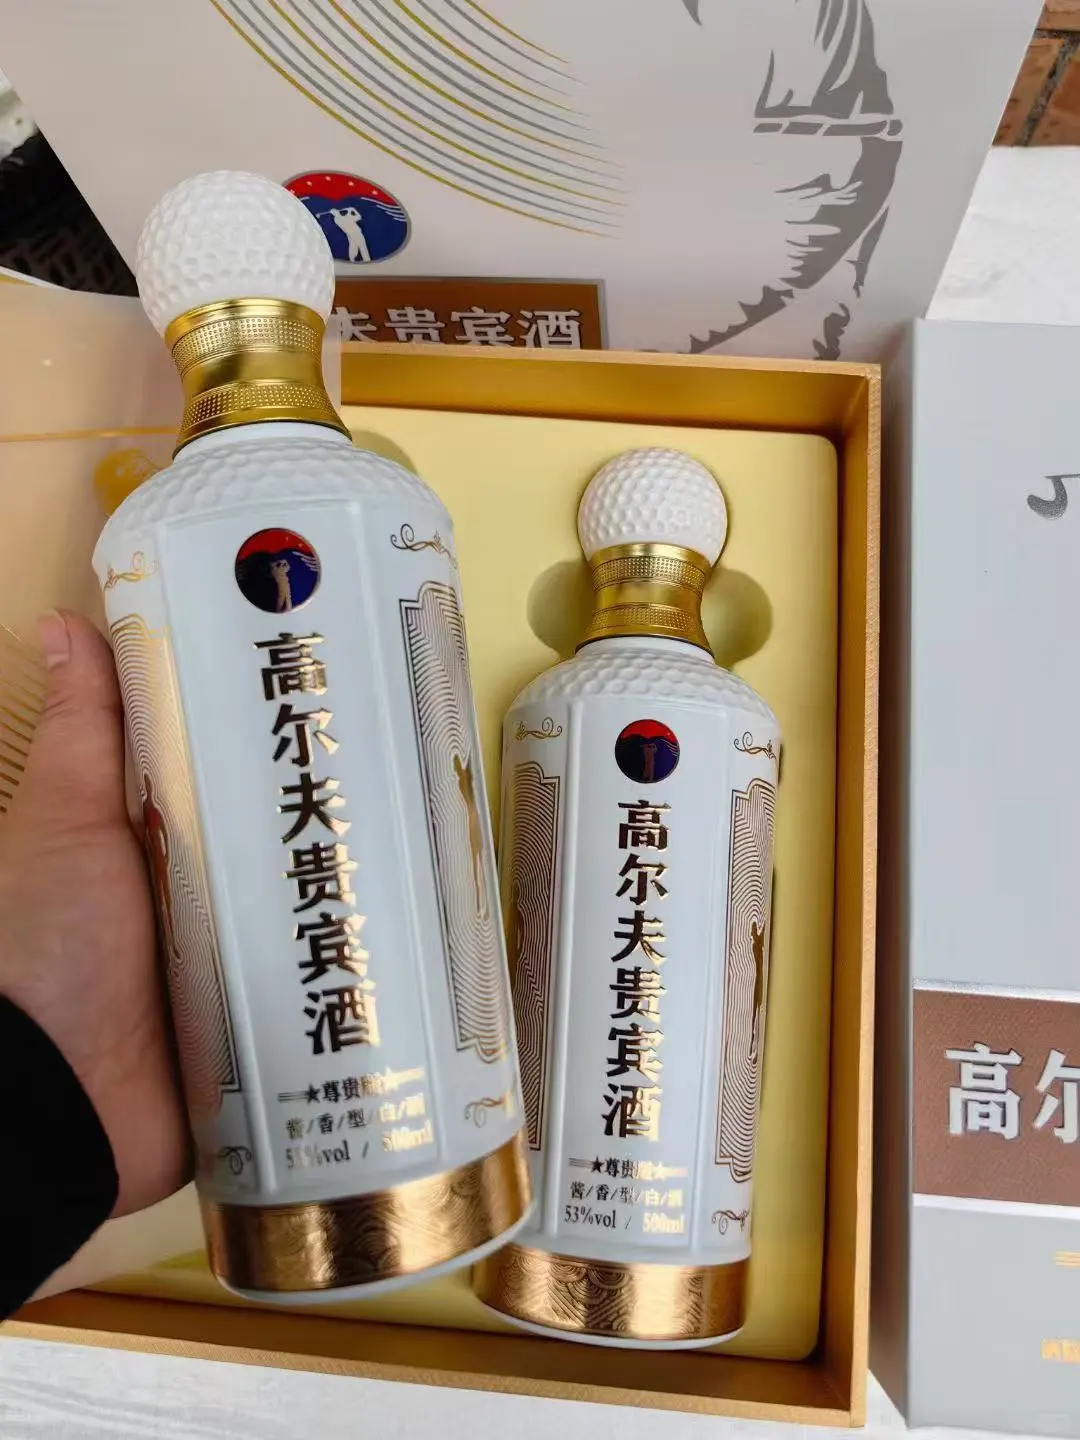 夫贵宾酒
高尔夫贵宾酒
★尊贵版★
酱/香/型/白/酒
53%vol / 500ml
高尔夫贵宾酒
★尊贵版★
酱/香/型/白/酒
53%vol / 500ml
高尔